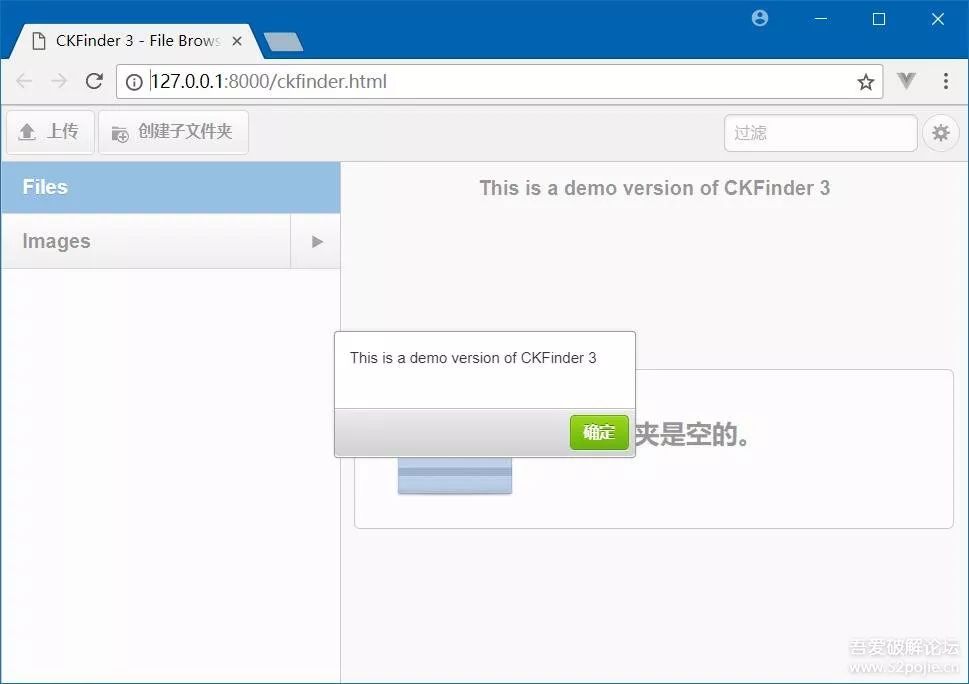 CKFinder 3 - File Brows
127.0.0.1:8000/ckfinder.html
上传
创建子文件夹
过滤
Files
This is a demo version of CKFinder 3
Images
This is a demo version of CKFinder 3
确定
夹是空的。
吾爱破解论坛
www.52pojie.cn